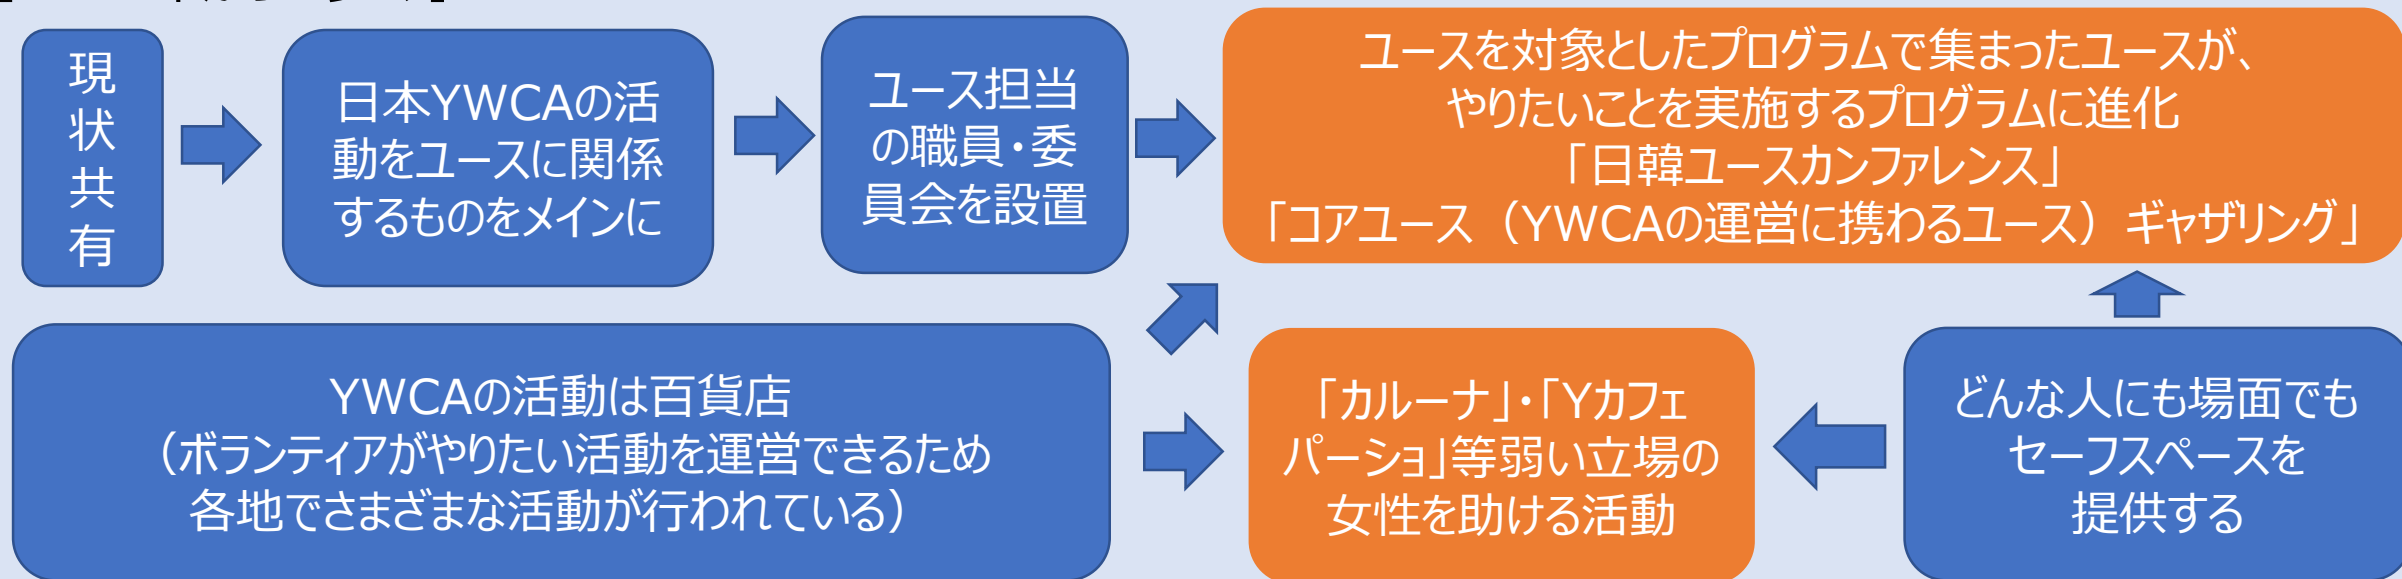 現
状
共
有
日本YWCAの活
動をユースに関係
するものをメインに
ユース担当
の職員・委
員会を設置
ユースを対象としたプログラムで集まったユースが、
やりたいことを実施するプログラムに進化
「日韓ユースカンファレンス」
「コアユース（YWCAの運営に携わるユース）ギャザリング」
YWCAの活動は百貨店
（ボランティアがやりたい活動を運営できるため
各地でさまざまな活動が行われている）
「カルーナ」・「Yカフェ
パーショ」等弱い立場の
女性を助ける活動
どんな人にも場面でも
セーフスペースを
提供する